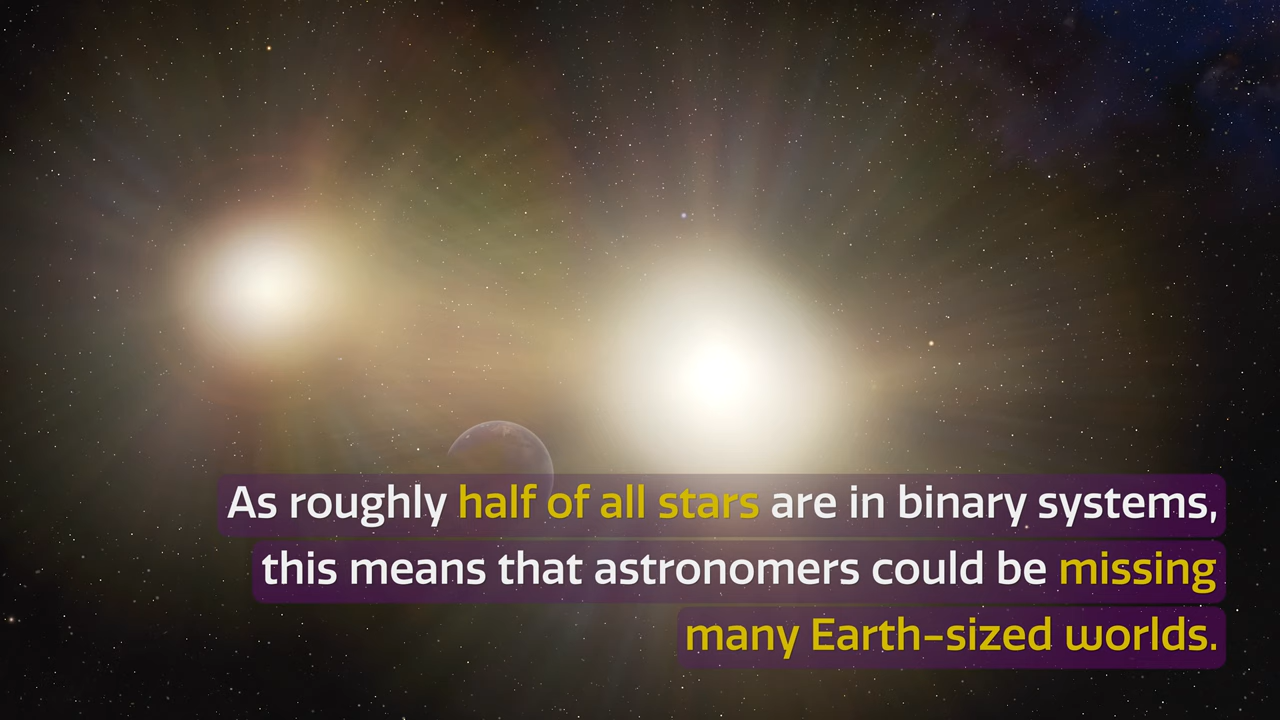 As roughly half of all stars are in binary systems,
this means that astronomers could be missing
many Earth-sized worlds.